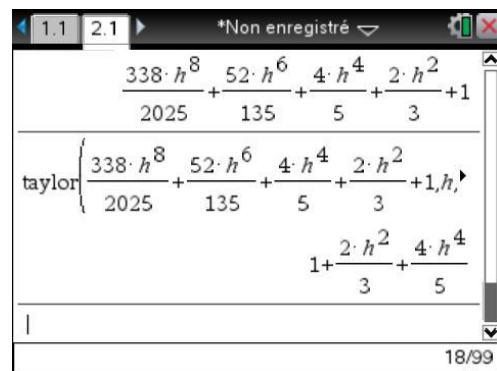 1.1 2.1 *Non enregistré
338·h^8/2025 + 52·h^6/135 + 4·h^4/5 + 2·h^2/3 + 1
taylor(338·h^8/2025 + 52·h^6/135 + 4·h^4/5 + 2·h^2/3 + 1,h,
1 + 2·h^2/3 + 4·h^4/5
18/99